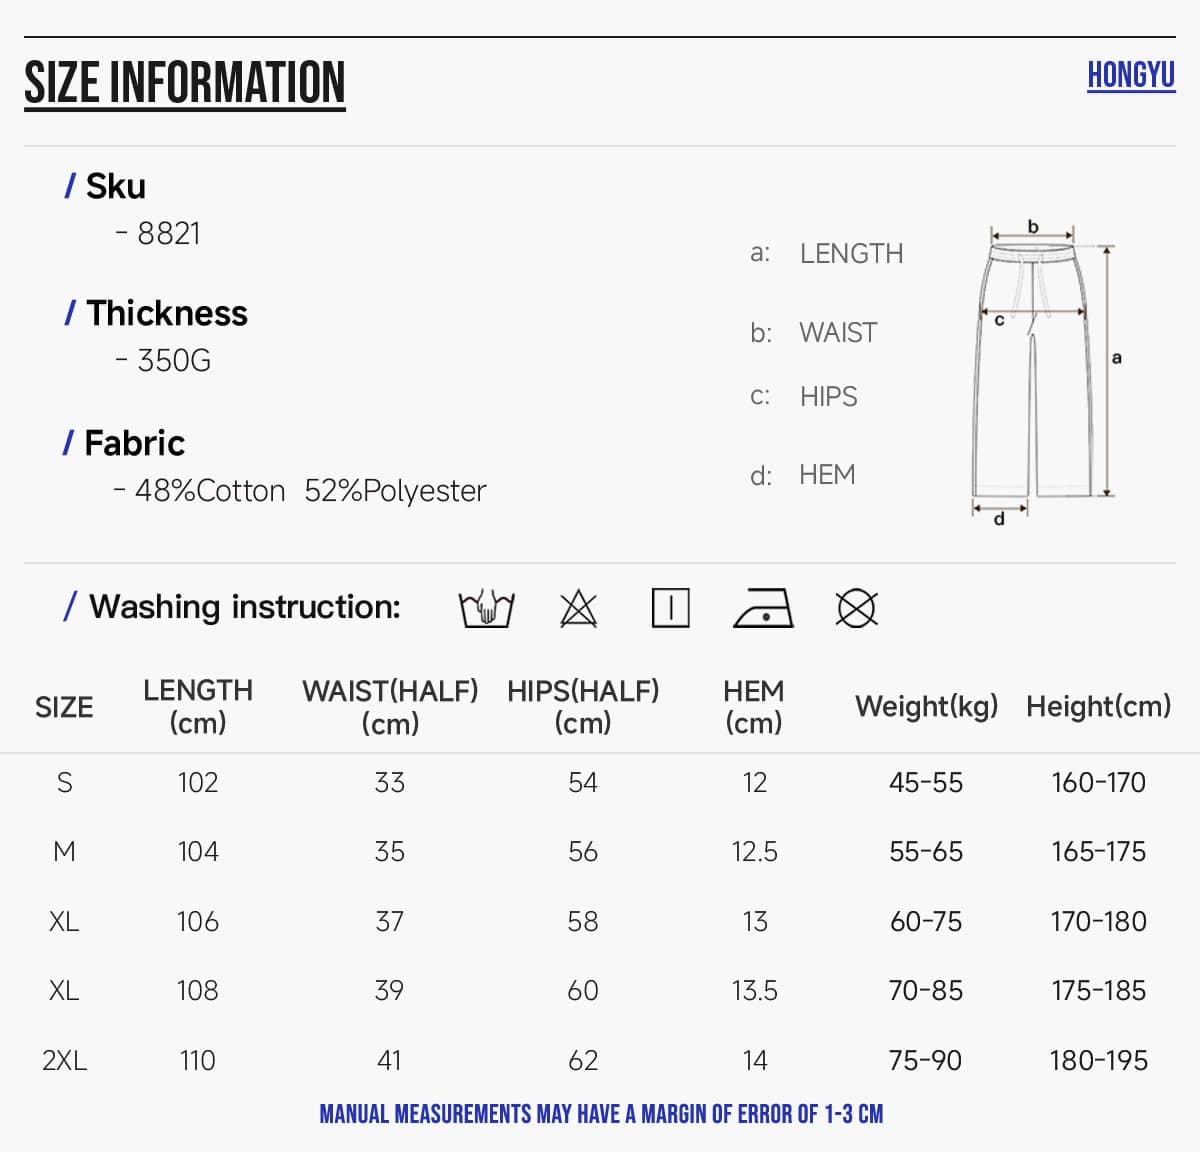 SIZE INFORMATION
HONGYU
/ Sku
- 8821
/ Thickness
- 350G
/ Fabric
- 48%Cotton 52%Polyester
a: LENGTH
b: WAIST
c: HIPS
d: HEM
b
c
a
d
/ Washing instruction:
SIZE LENGTH (cm) WAIST(HALF) (cm) HIPS(HALF) (cm) HEM (cm) Weight(kg) Height(cm)
S 102 33 54 12 45-55 160-170
M 104 35 56 12.5 55-65 165-175
XL 106 37 58 13 60-75 170-180
XL 108 39 60 13.5 70-85 175-185
2XL 110 41 62 14 75-90 180-195
MANUAL MEASUREMENTS MAY HAVE A MARGIN OF ERROR OF 1-3 CM